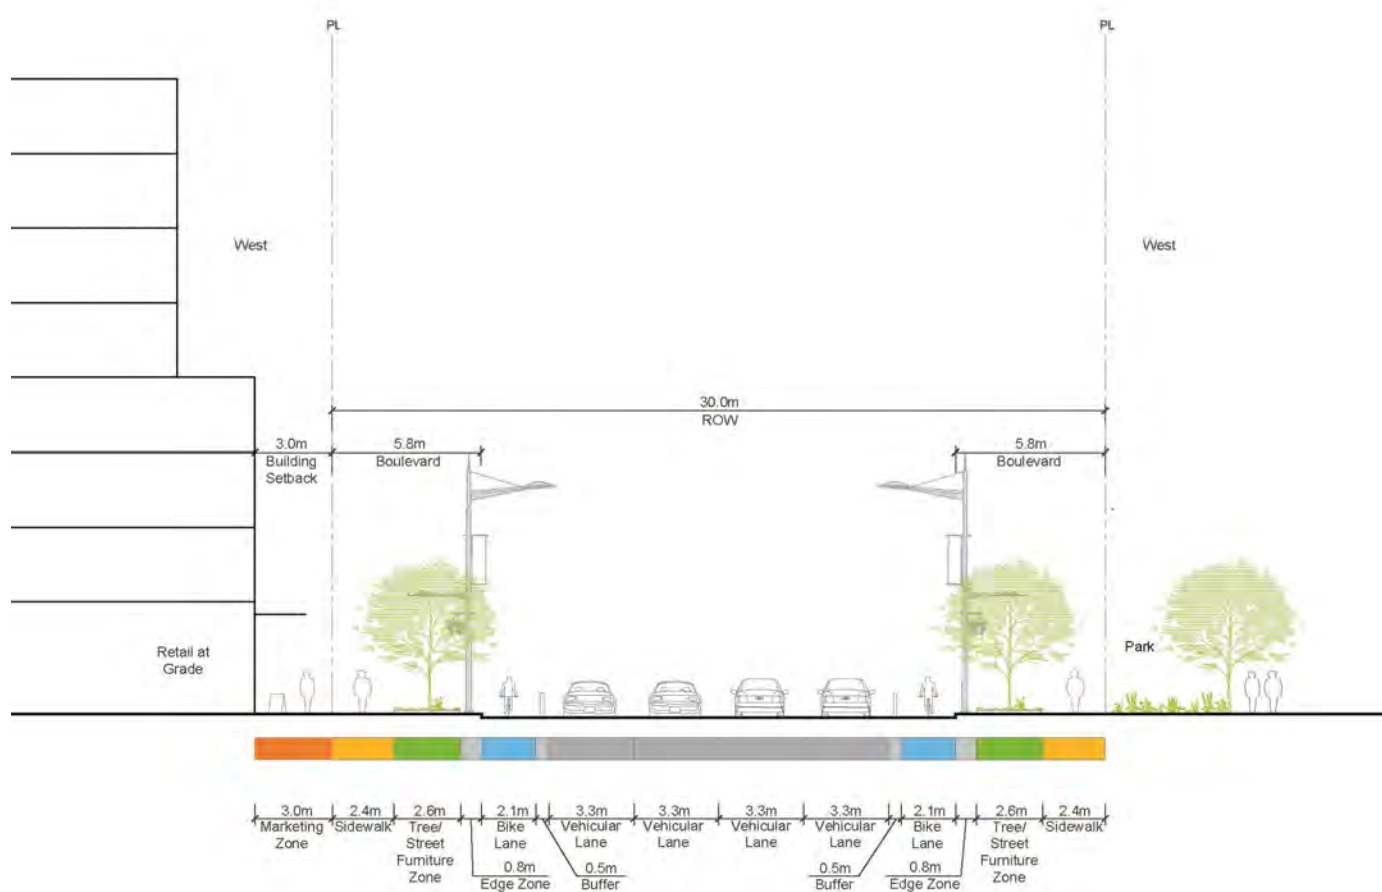 PL
PL
West
West
30.0m
ROW
3.0m
Building
Setback
5.8m
Boulevard
5.8m
Boulevard
Retail at
Grade
Park
3.0m
Marketing
Zone
2.4m
Sidewalk
2.6m
Tree/
Street
Furniture
Zone
0.8m
Edge Zone
2.1m
Bike
Lane
0.5m
Buffer
3.3m
Vehicular
Lane
3.3m
Vehicular
Lane
3.3m
Vehicular
Lane
3.3m
Vehicular
Lane
0.5m
Buffer
2.1m
Bike
Lane
0.8m
Edge Zone
2.6m
Tree/
Street
Furniture
Zone
2.4m
Sidewalk